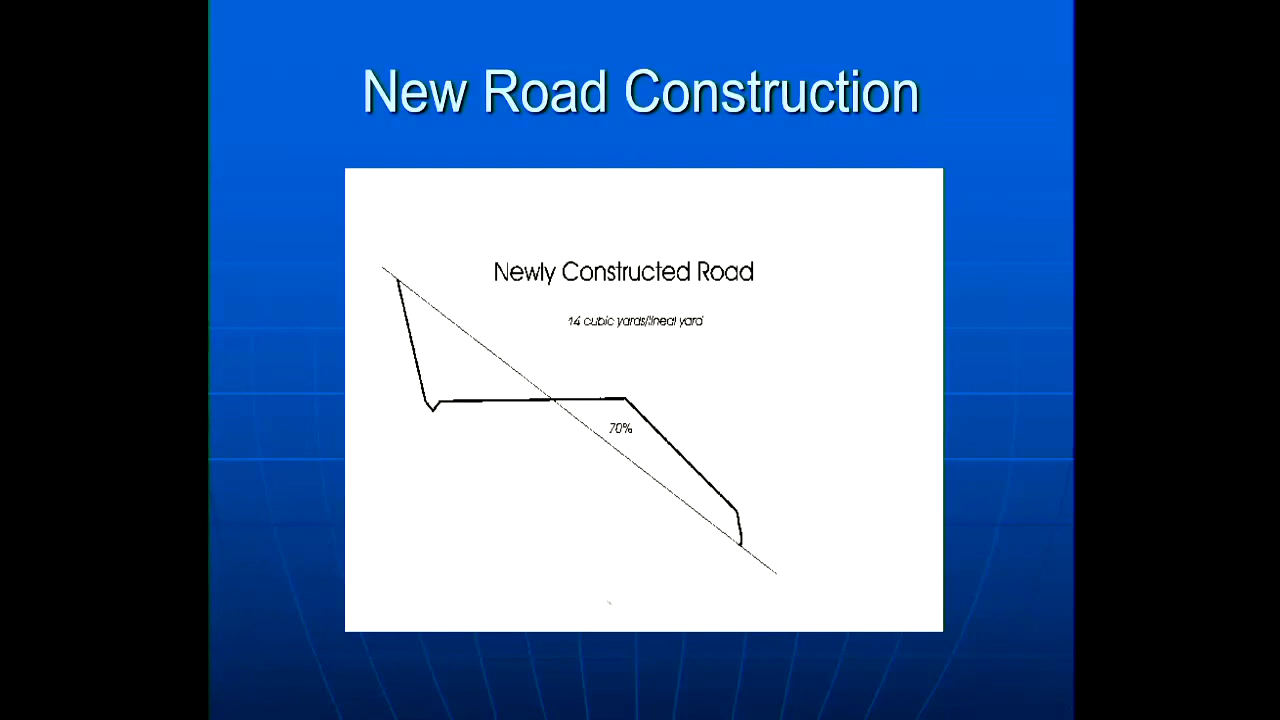 New Road Construction
Newly Constructed Road
14 cubic yards/lineal yard
70%